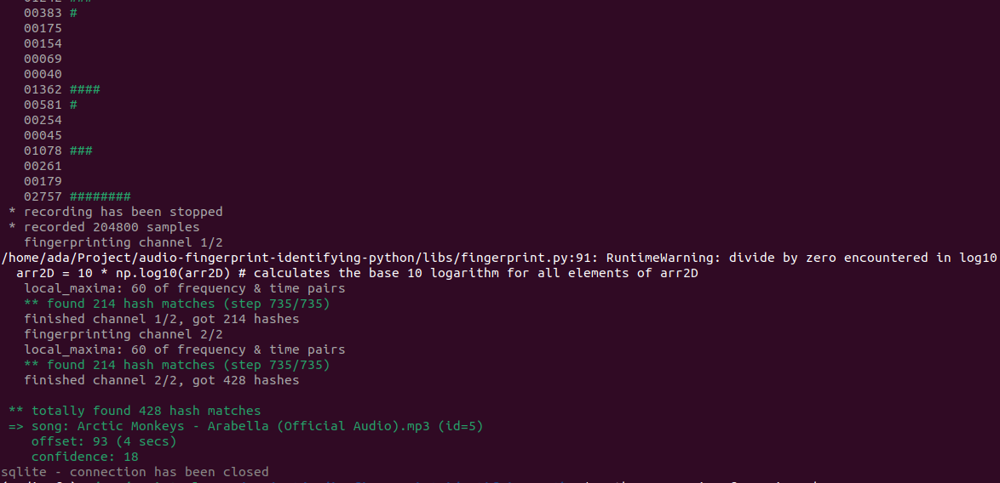 00383 #
00175
00154
00069
00040
01362 ####
00581 #
00254
00045
01078 ###
00261
00179
02757 ########
* recording has been stopped
* recorded 204800 samples
fingerprinting channel 1/2
/home/ada/Project/audio-fingerprint-identifying-python/libs/fingerprint.py:91: RuntimeWarning: divide by zero encountered in log10
arr2D = 10 * np.log10(arr2D) # calculates the base 10 logarithm for all elements of arr2D
local_maxima: 60 of frequency & time pairs
** found 214 hash matches (step 735/735)
finished channel 1/2, got 214 hashes
fingerprinting channel 2/2
local_maxima: 60 of frequency & time pairs
** found 214 hash matches (step 735/735)
finished channel 2/2, got 428 hashes
** totally found 428 hash matches
=> song: Arctic Monkeys - Arabella (Official Audio).mp3 (id=5)
offset: 93 (4 secs)
confidence: 18
sqlite - connection has been closed